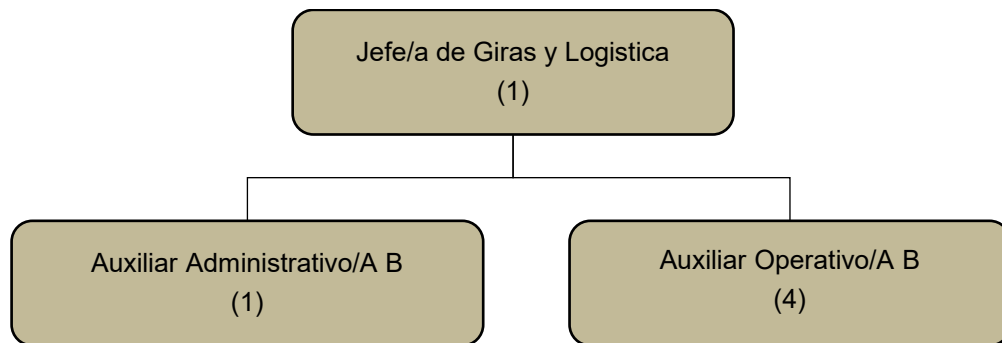 Jefe/a de Giras y Logistica
(1)
Auxiliar Administrativo/A B
(1)
Auxiliar Operativo/A B
(4)